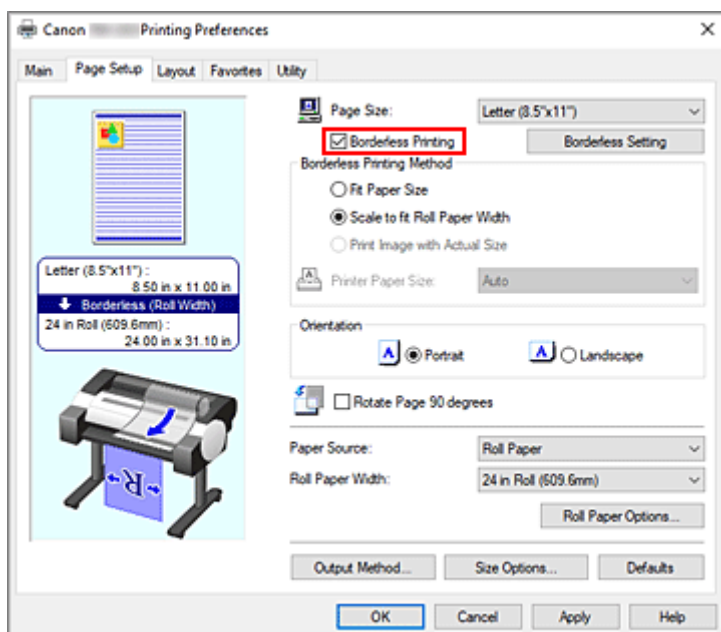 Canon Printing Preferences
Main Page Setup Layout Favorites Utility
Page Size: Letter (8.5"x11")
Borderless Printing Borderless Setting
Borderless Printing Method
Fit Paper Size
Scale to fit Roll Paper Width
Print Image with Actual Size
Printer Paper Size: Auto
Letter (8.5"x11") :
8.50 in x 11.00 in
Borderless (Roll Width)
24 in Roll (609.6mm) :
24.00 in x 31.10 in
Orientation
A Portrait A Landscape
Rotate Page 90 degrees
R
Paper Source: Roll Paper
Roll Paper Width: 24 in Roll (609.6mm)
Roll Paper Options...
Output Method... Size Options... Defaults
OK Cancel Apply Help